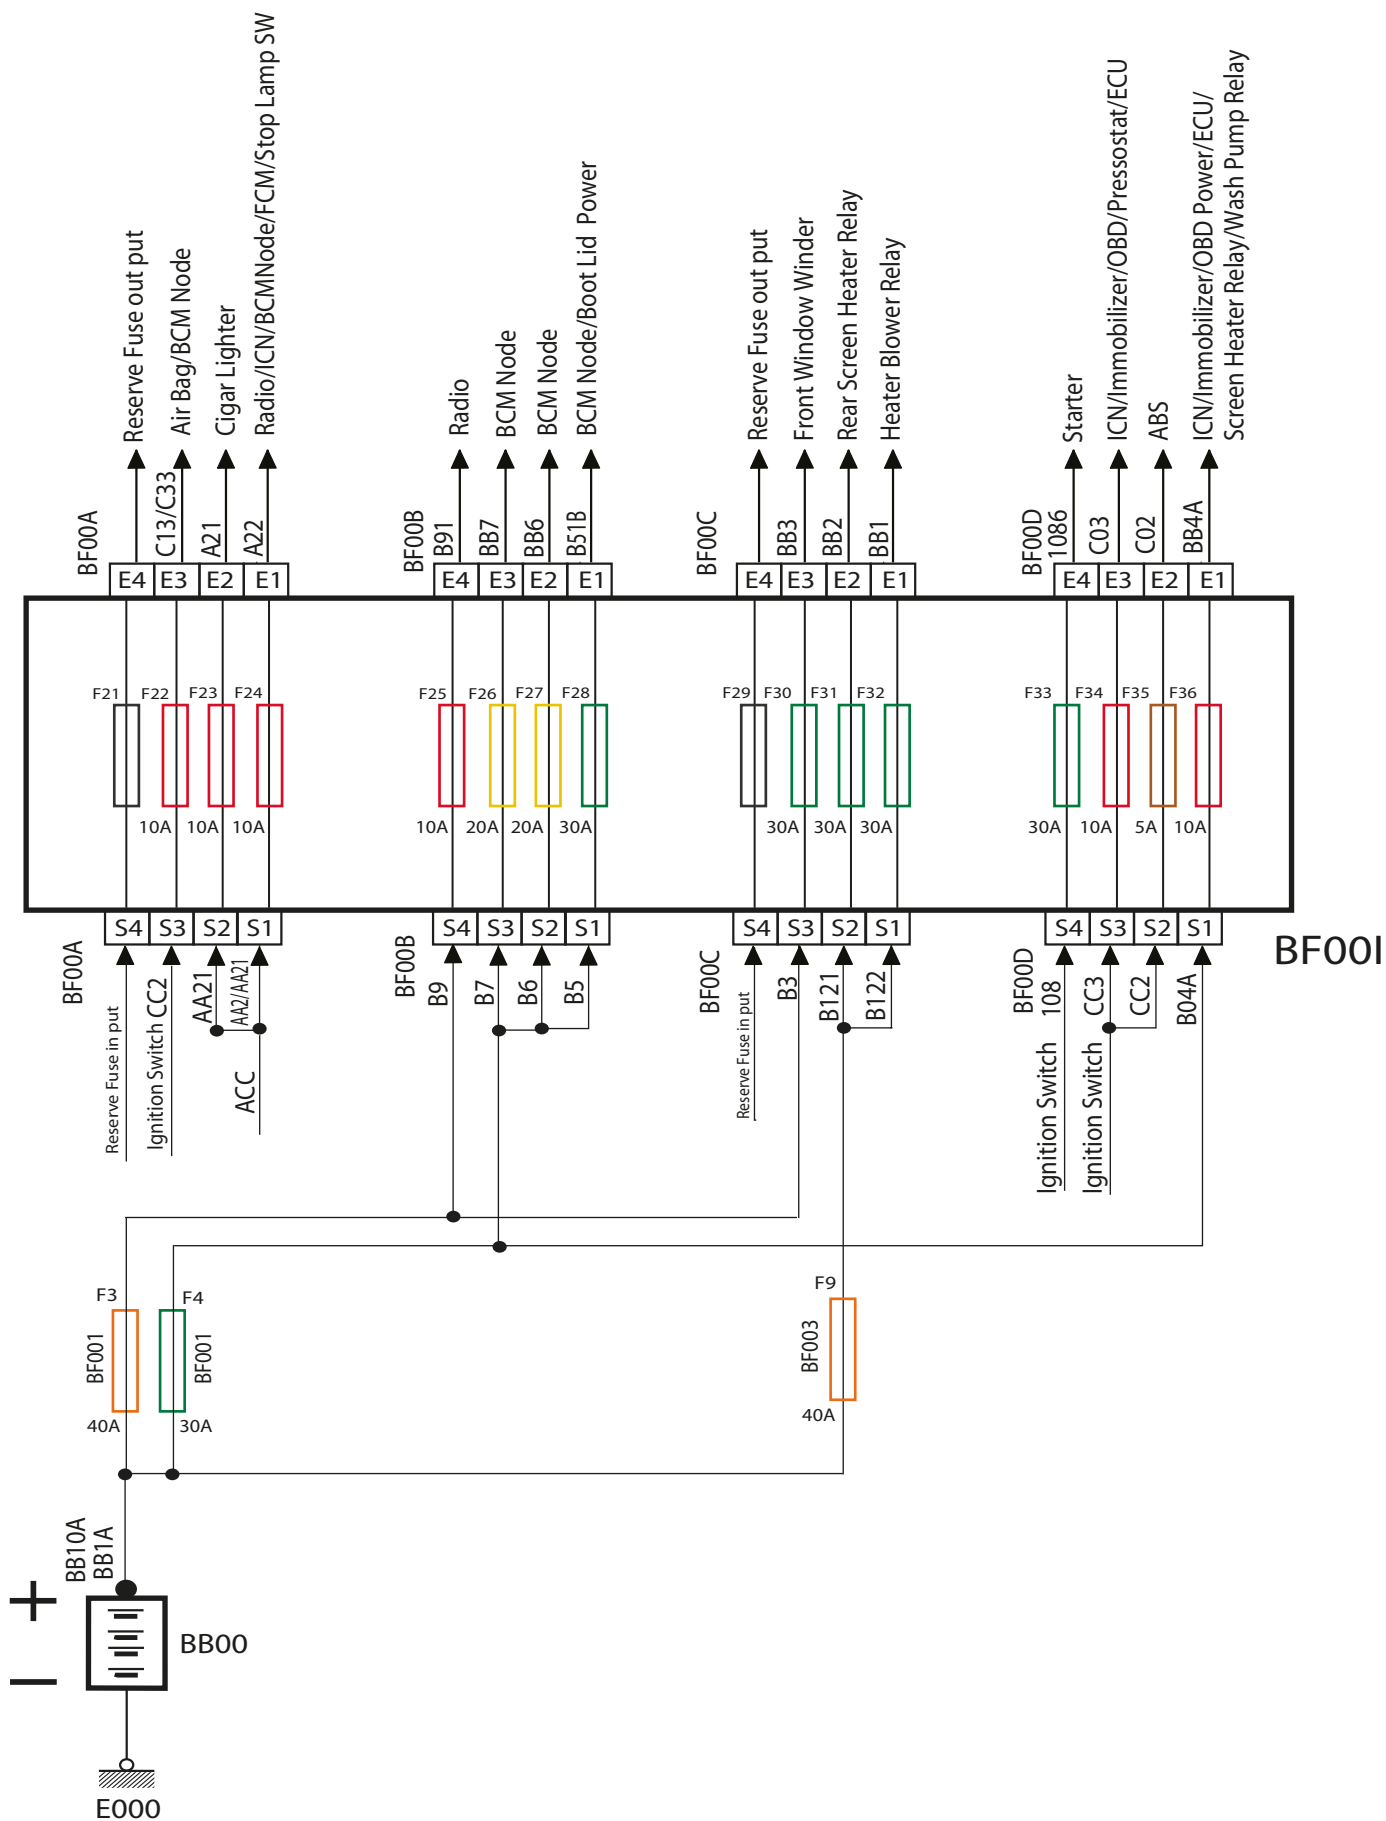 Reserve Fuse out put
Air Bag/BCM Node
Cigar Lighter
Radio/ICN/BCMNode/FCM/Stop Lamp SW
Radio
BCM Node
BCM Node
BCM Node/Boot Lid Power
Reserve Fuse out put
Front Window Winder
Rear Screen Heater Relay
Heater Blower Relay
Starter
ICN/Immobilizer/OBD/Pressostat/ECU
ABS
ICN/Immobilizer/OBD Power/ECU/
Screen Heater Relay/Wash Pump Relay
BF00A
C13/C33
A21
A22
BF00B
B91
BB7
BB6
B51B
BF00C
BB3
BB2
BB1
BF00D
1086
C03
C02
BB4A
E4 E3 E2 E1
E4 E3 E2 E1
E4 E3 E2 E1
E4 E3 E2 E1
F21 F22 F23 F24
F25 F26 F27 F28
F29 F30 F31 F32
F33 F34 F35 F36
10A 10A 10A
10A 20A 20A 30A
30A 30A 30A
30A 10A 5A 10A
S4 S3 S2 S1
S4 S3 S2 S1
S4 S3 S2 S1
S4 S3 S2 S1
BF00I
BF00A
Reserve Fuse in put
Ignition Switch CC2
AA21
AA2/AA21
ACC
BF00B
B9
B7
B6
B5
BF00C
Reserve Fuse in put
B3
B121
B122
BF00D
108
Ignition Switch
CC3
Ignition Switch
CC2
B04A
F3
BF001
40A
F4
BF001
30A
F9
BF003
40A
BB10A
BB1A
+
−
BB00
E000